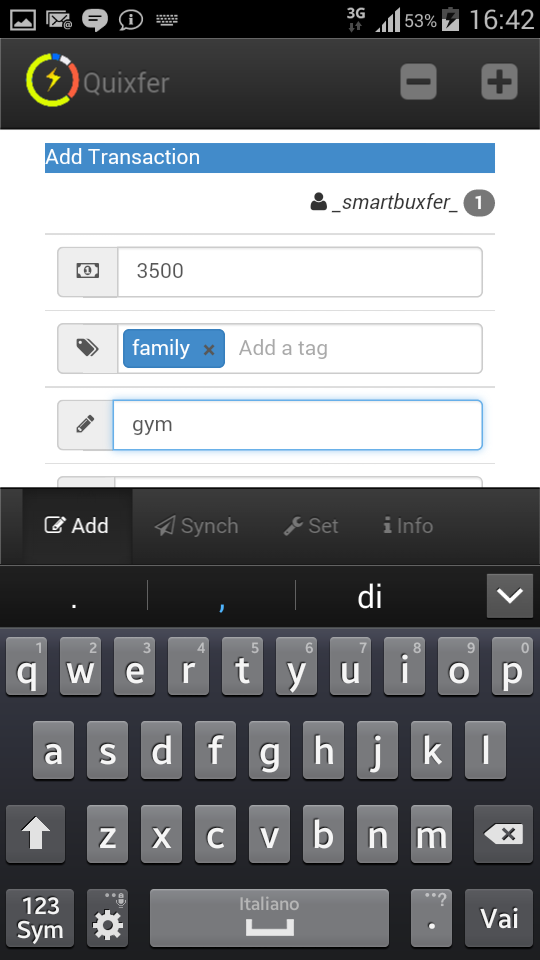 3G 53% 16:42
Quixfer
Add Transaction
_smartbuxfer_ 1
3500
family × Add a tag
gym
Add Synch Set Info
. , di
1 2 3 4 5 6 7 8 9 0
q w e r t y u i o p
a s d f g h j k l
z x c v b n m
123
Sym
Italiano
?
.
Vai